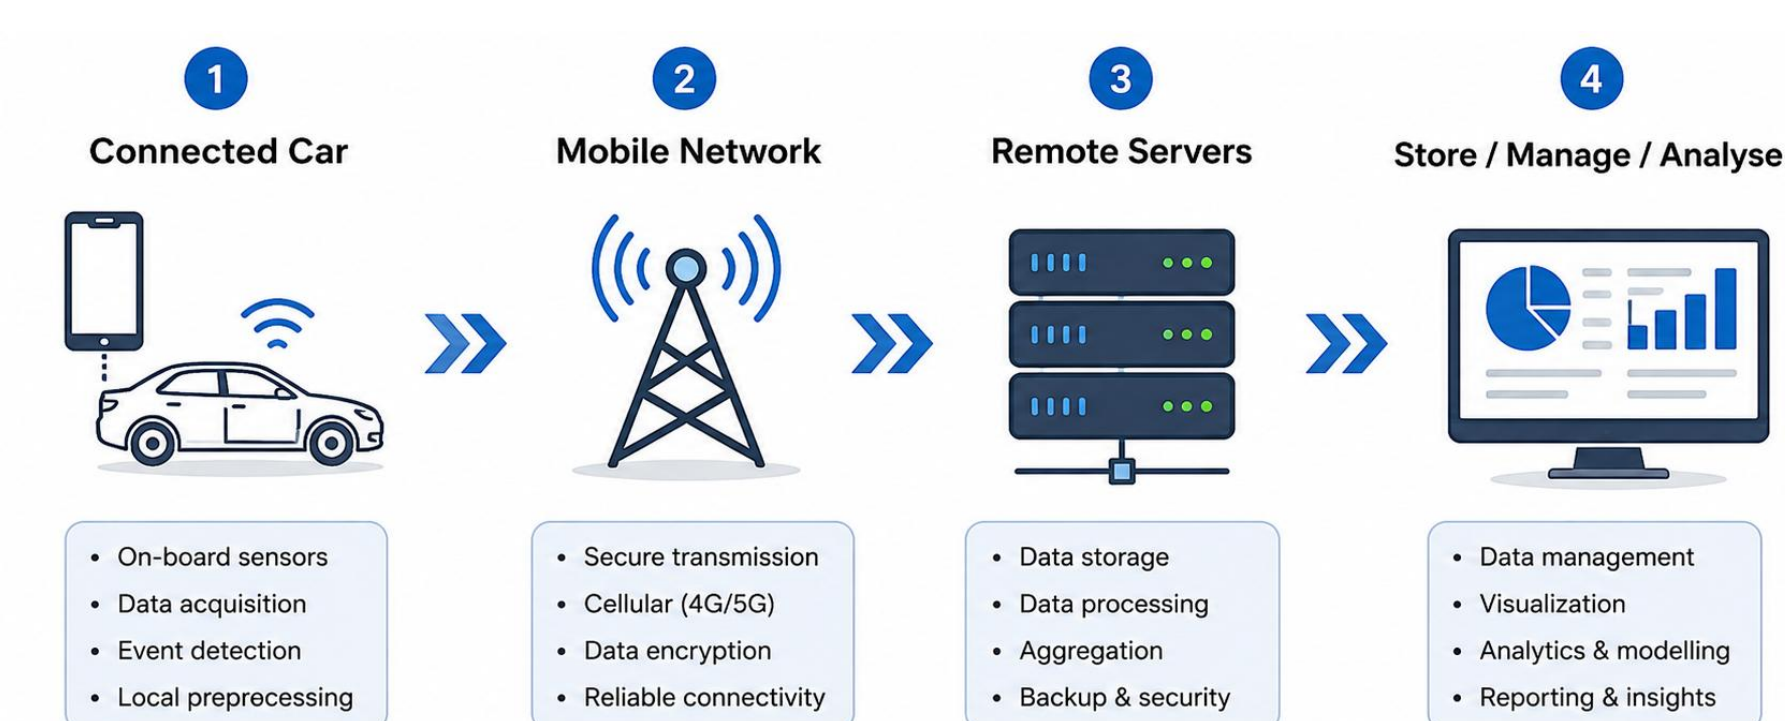 1
Connected Car
On-board sensors
Data acquisition
Event detection
Local preprocessing
2
Mobile Network
Secure transmission
Cellular (4G/5G)
Data encryption
Reliable connectivity
3
Remote Servers
Data storage
Data processing
Aggregation
Backup & security
4
Store / Manage / Analyse
Data management
Visualization
Analytics & modelling
Reporting & insights